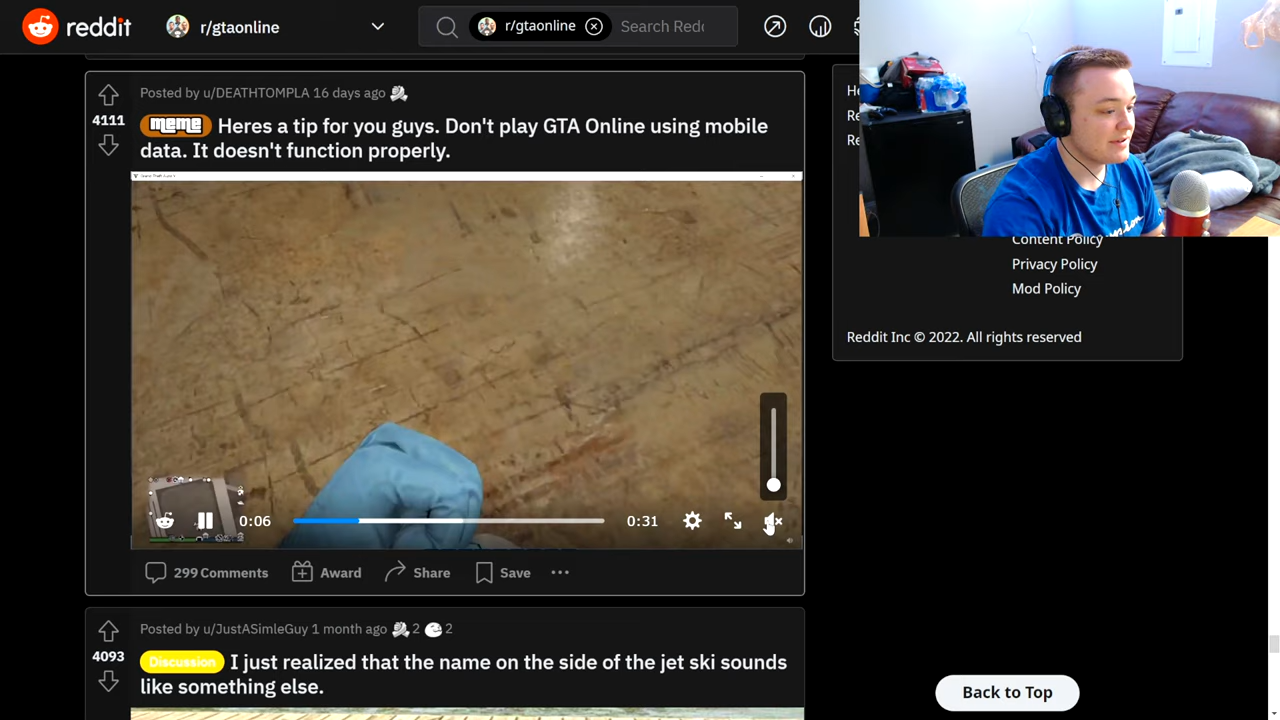 reddit
r/gtaonline
r/gtaonline
Search Red
Posted by u/DEATHTOMPLA 16 days ago
4111
MEME Heres a tip for you guys. Don't play GTA Online using mobile
data. It doesn't function properly.
0:06
0:31
299 Comments
Award
Share
Save
He
Re
Re
Content Policy
Privacy Policy
Mod Policy
Reddit Inc © 2022. All rights reserved
Posted by u/JustASimleGuy 1 month ago 2 2
4093
Discussion I just realized that the name on the side of the jet ski sounds
like something else.
Back to Top